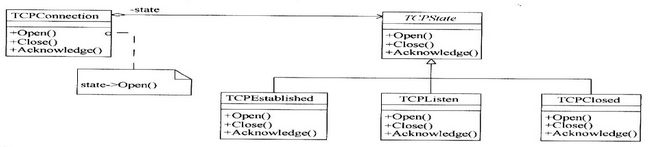 -state
TCPConnection
+Open()
+Close()
+Acknowledge()
TCPState
+Open()
+Close()
+Acknowledge()
state->Open()
TCPEstablished
+Open()
+Close()
+Acknowledge()
TCPListen
+Open()
+Close()
+Acknowledge()
TCPClosed
+Open()
+Close()
+Acknowledge()